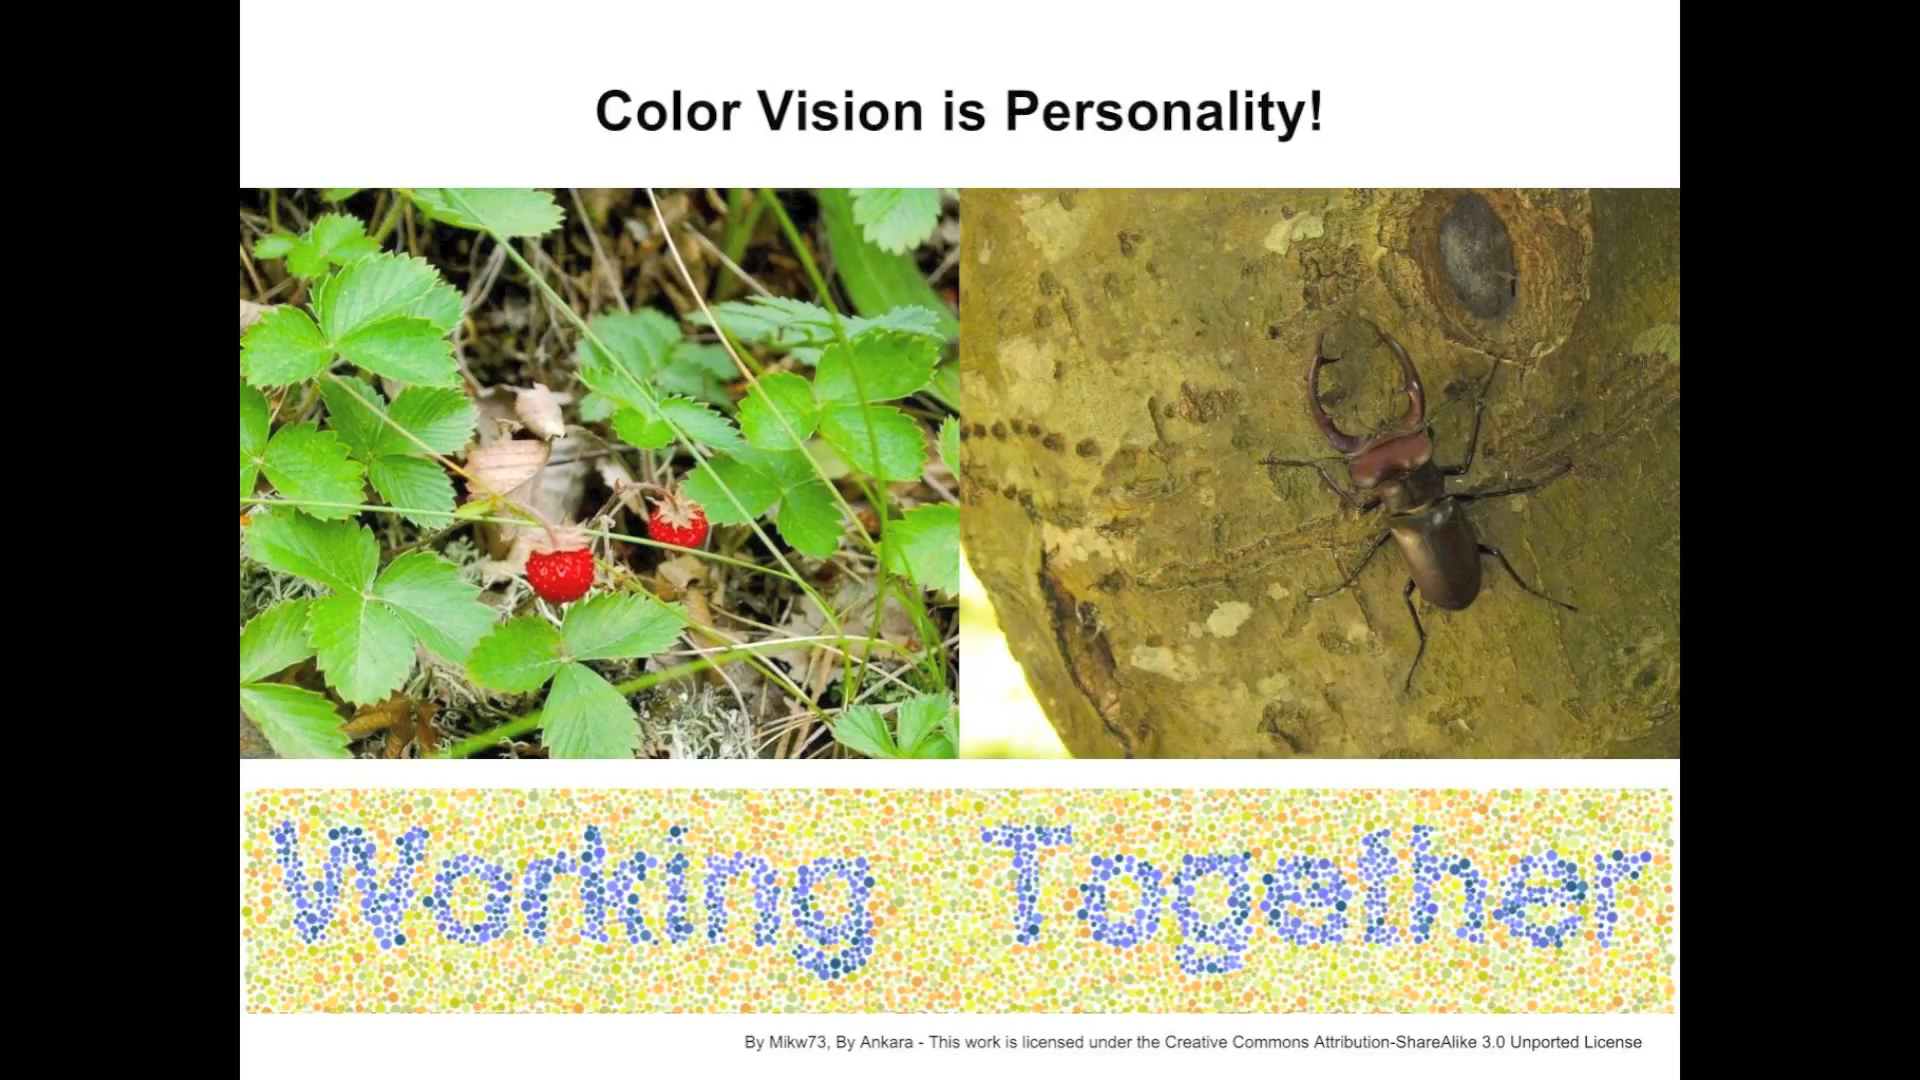 Color Vision is Personality!
Working Together
By Mikw73, By Ankara - This work is licensed under the Creative Commons Attribution-ShareAlike 3.0 Unported License